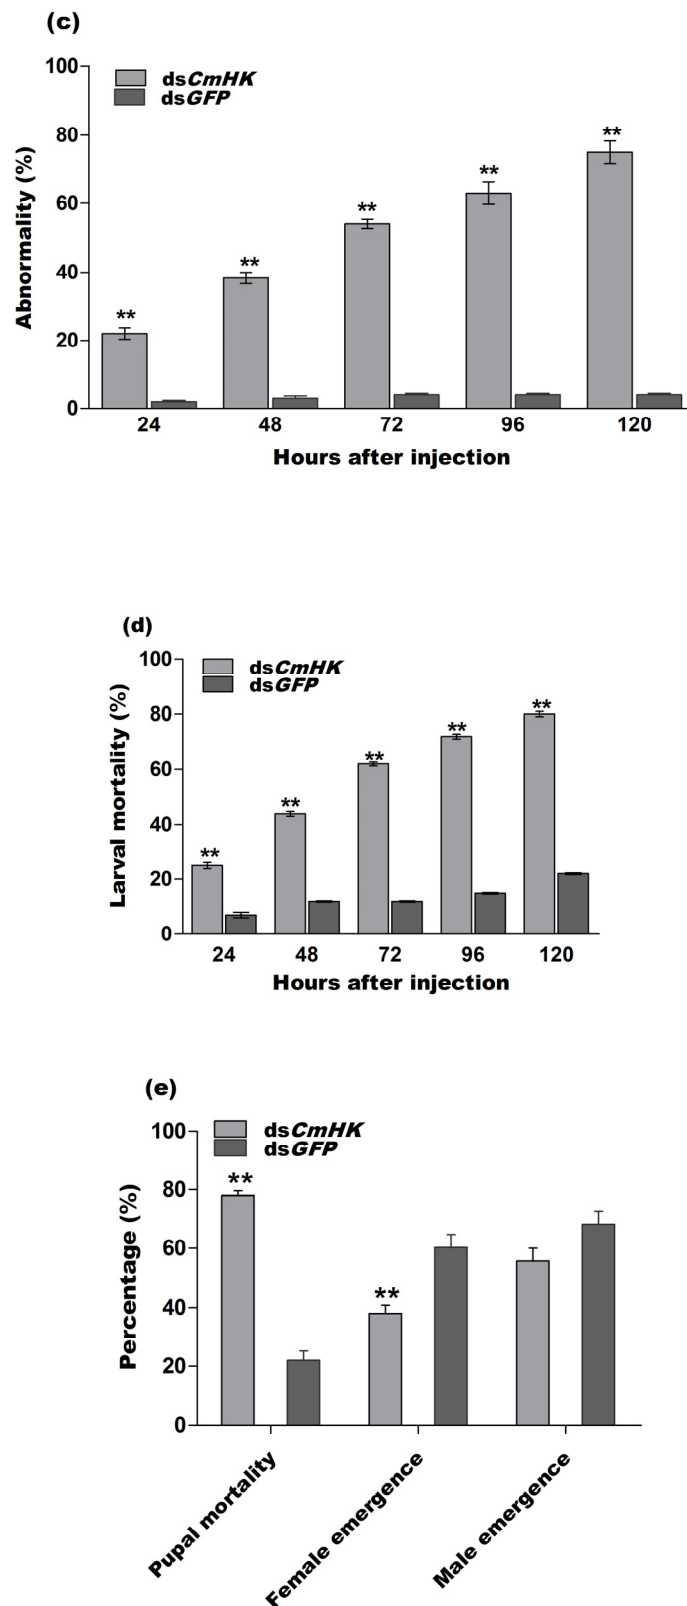 (c)
100
80
60
40
20
0
Abnormality (%)
dsCmHK
dsGFP
**
**
**
**
**
24 48 72 96 120
Hours after injection
(d)
100
80
60
40
20
0
Larval mortality (%)
dsCmHK
dsGFP
**
**
**
**
**
24 48 72 96 120
Hours after injection
(e)
100
80
60
40
20
0
Percentage (%)
dsCmHK
dsGFP
**
**
Pupal mortality
Female emergence
Male emergence